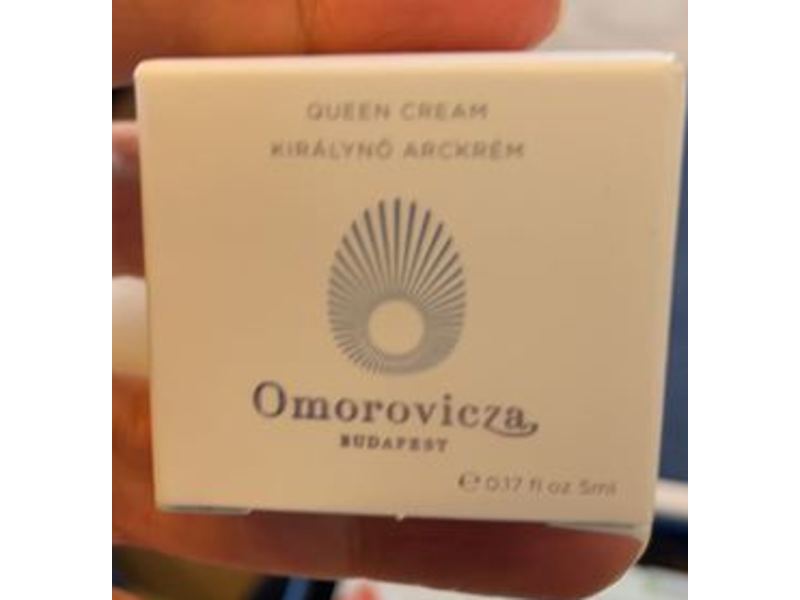 QUEEN CREAM
KIRÁLYNŐ ARCKRÉM
Omorovicza
BUDAPEST
℮ 0.17 fl oz 5ml